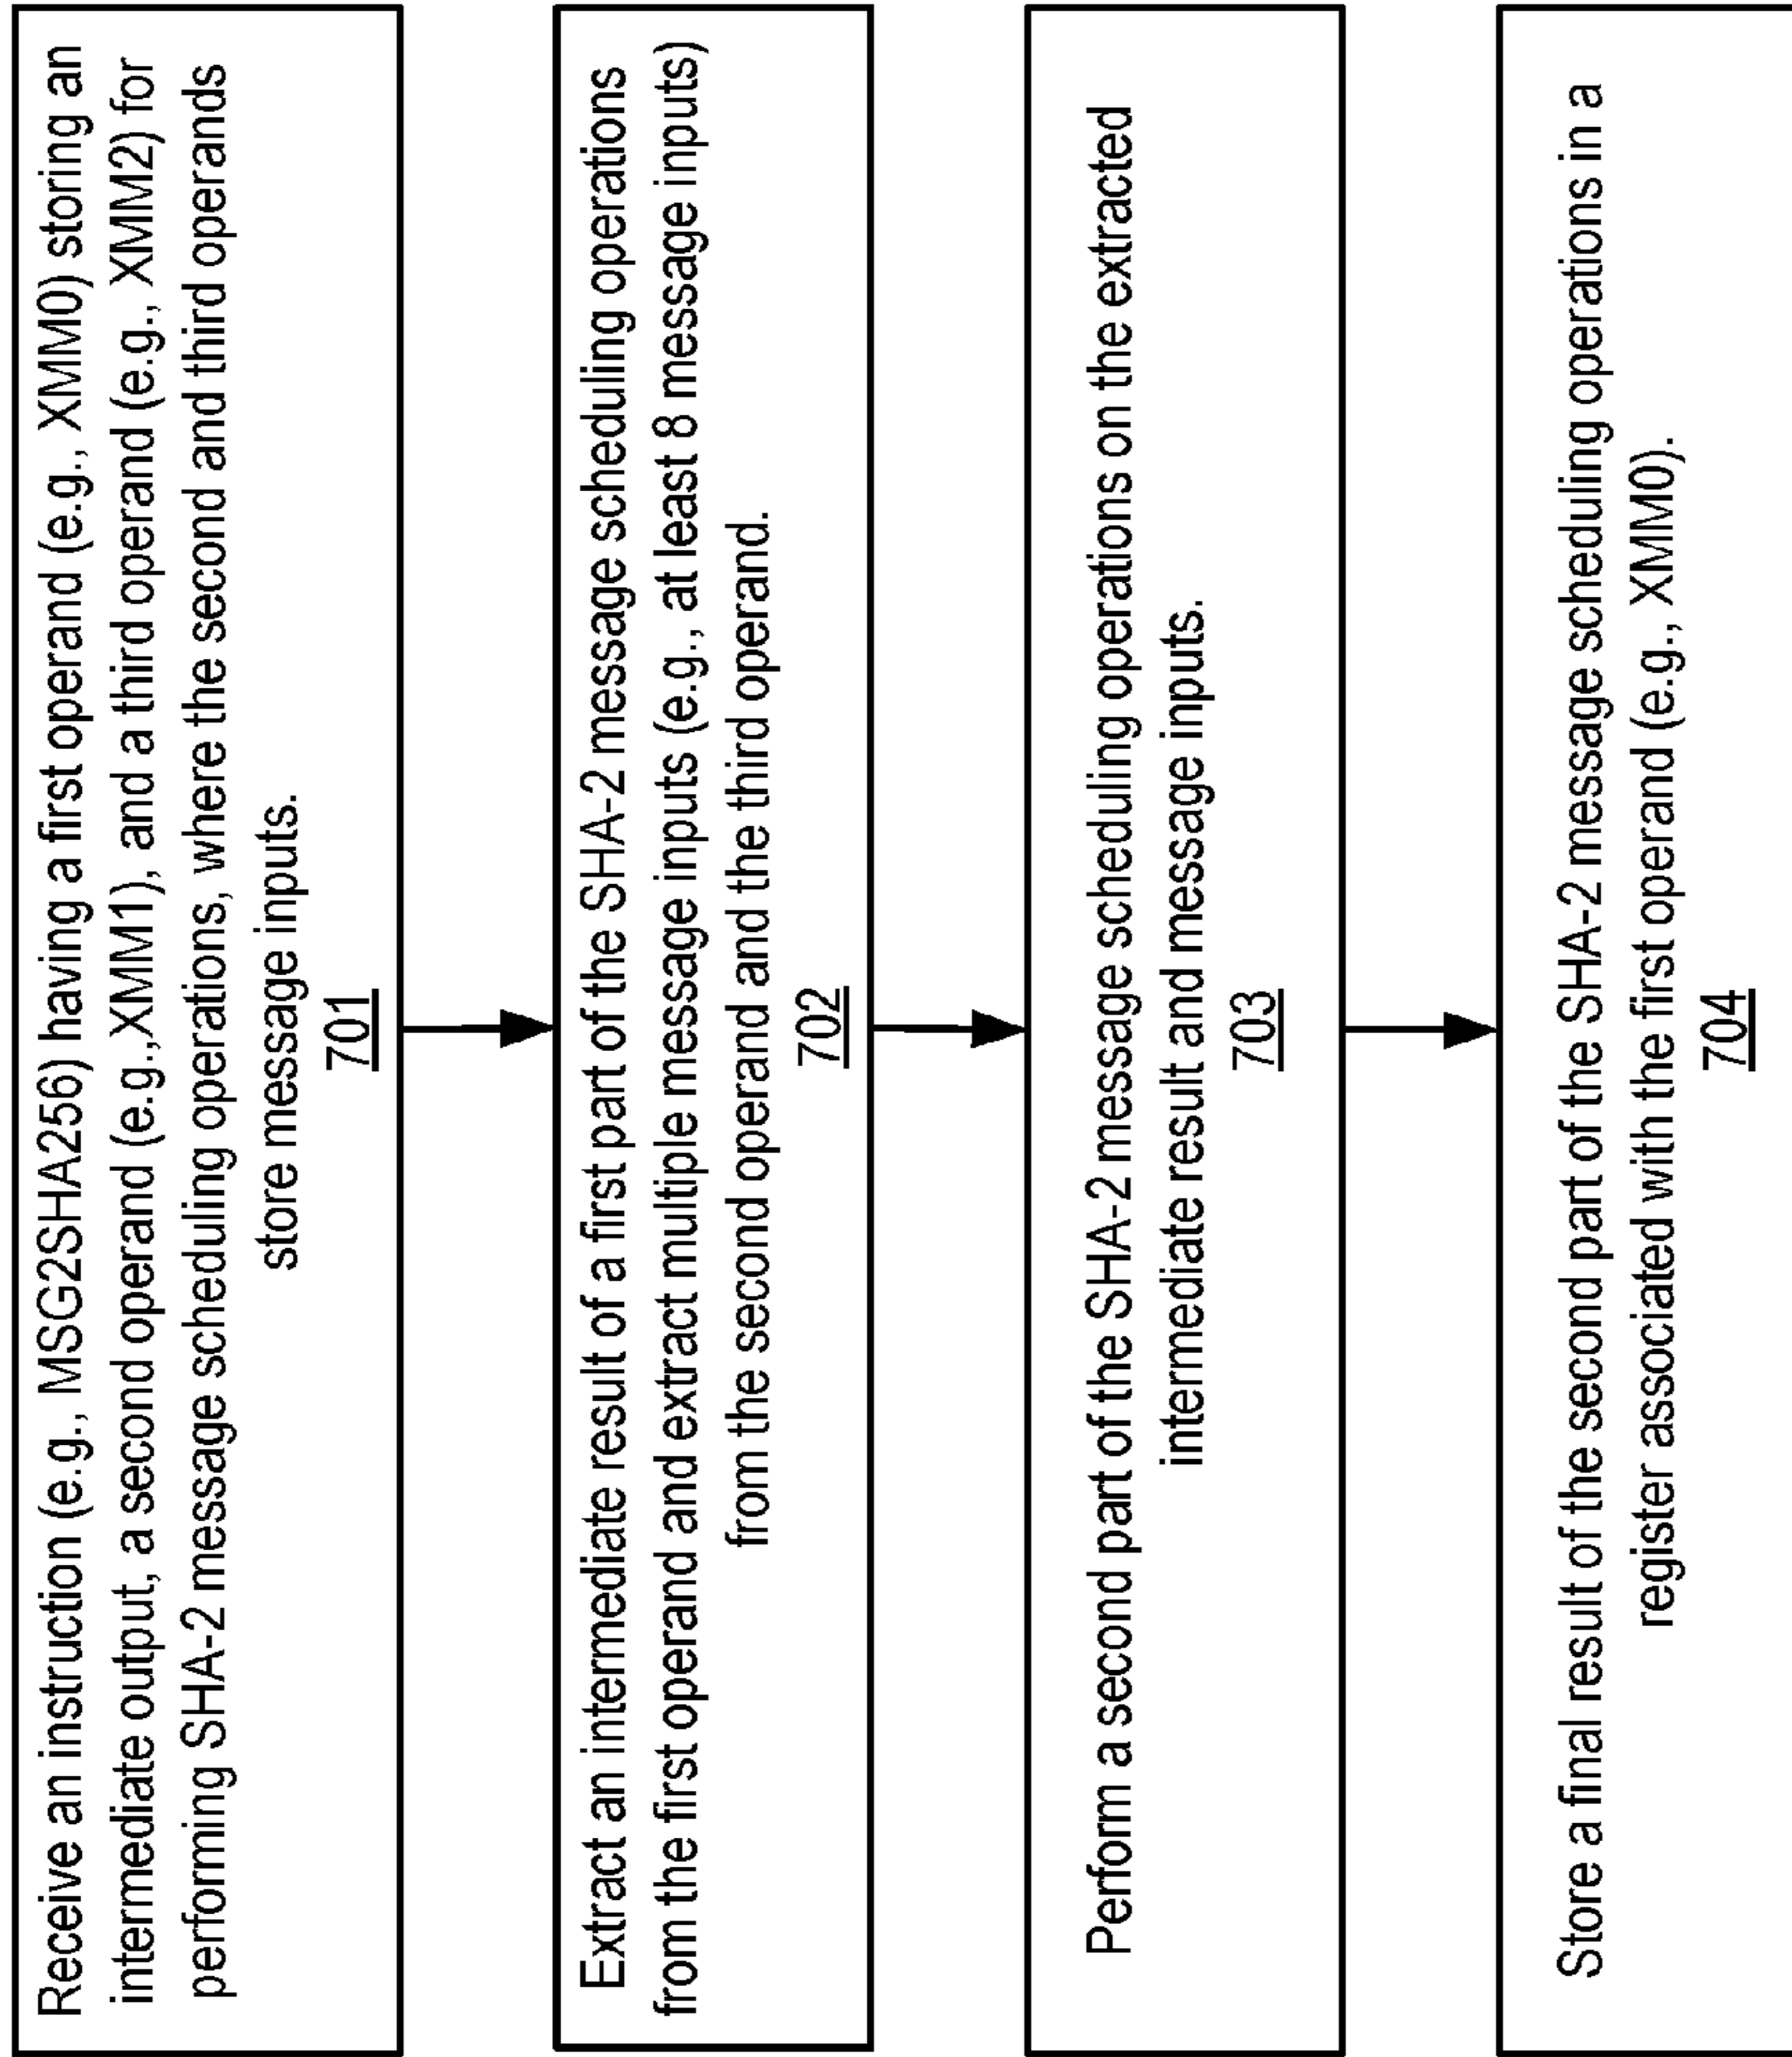 Receive an instruction (e.g., MSG2SHA256) having a first operand (e.g., XMM0) storing an
intermediate output, a second operand (e.g.,XMM1), and a third operand (e.g., XMM2) for
performing SHA-2 message scheduling operations, where the second and third operands
store message inputs.
701
Extract an intermediate result of a first part of the SHA-2 message scheduling operations
from the first operand and extract multiple message inputs (e.g., at least 8 message inputs)
from the second operand and the third operand.
702
Perform a second part of the SHA-2 message scheduling operations on the extracted
intermediate result and message inputs.
703
Store a final result of the second part of the SHA-2 message scheduling operations in a
register associated with the first operand (e.g., XMM0).
704